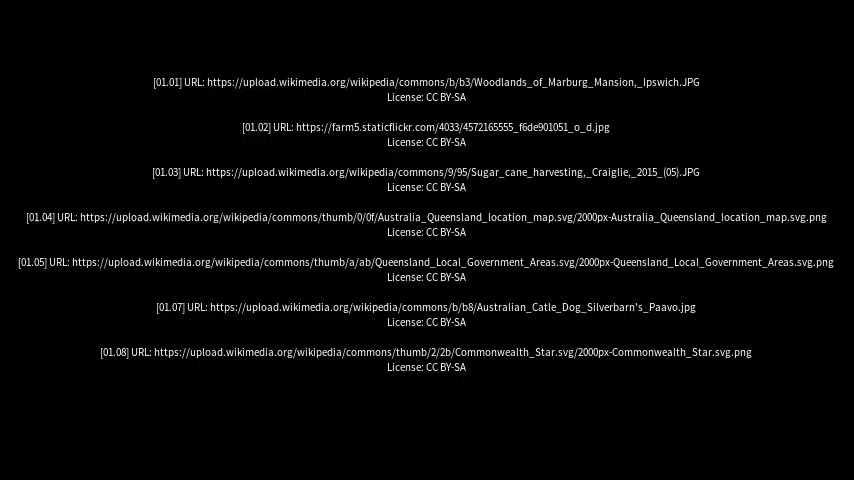 [01.01] URL: https://upload.wikimedia.org/wikipedia/commons/b/b3/Woodlands_of_Marburg_Mansion,_Ipswich.JPG
License: CC BY-SA
[01.02] URL: https://farm5.staticflickr.com/4033/4572165555_f6de901051_o_d.jpg
License: CC BY-SA
[01.03] URL: https://upload.wikimedia.org/wikipedia/commons/9/95/Sugar_cane_harvesting,_Craiglie,_2015_(05).JPG
License: CC BY-SA
[01.04] URL: https://upload.wikimedia.org/wikipedia/commons/thumb/0/0f/Australia_Queensland_location_map.svg/2000px-Australia_Queensland_location_map.svg.png
License: CC BY-SA
[01.05] URL: https://upload.wikimedia.org/wikipedia/commons/thumb/a/ab/Queensland_Local_Government_Areas.svg/2000px-Queensland_Local_Government_Areas.svg.png
License: CC BY-SA
[01.07] URL: https://upload.wikimedia.org/wikipedia/commons/b/b8/Australian_Catle_Dog_Silverbarn's_Paavo.jpg
License: CC BY-SA
[01.08] URL: https://upload.wikimedia.org/wikipedia/commons/thumb/2/2b/Commonwealth_Star.svg/2000px-Commonwealth_Star.svg.png
License: CC BY-SA